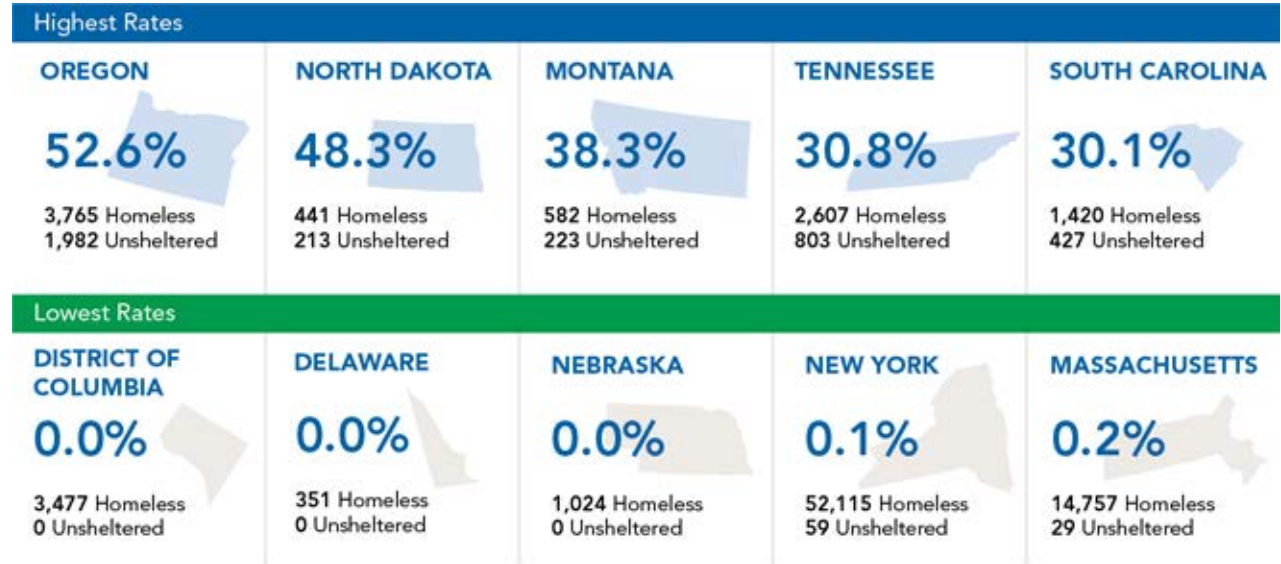 Highest Rates
OREGON
52.6%
3,765 Homeless
1,982 Unsheltered
NORTH DAKOTA
48.3%
441 Homeless
213 Unsheltered
MONTANA
38.3%
582 Homeless
223 Unsheltered
TENNESSEE
30.8%
2,607 Homeless
803 Unsheltered
SOUTH CAROLINA
30.1%
1,420 Homeless
427 Unsheltered
Lowest Rates
DISTRICT OF
COLUMBIA
0.0%
3,477 Homeless
0 Unsheltered
DELAWARE
0.0%
351 Homeless
0 Unsheltered
NEBRASKA
0.0%
1,024 Homeless
0 Unsheltered
NEW YORK
0.1%
52,115 Homeless
59 Unsheltered
MASSACHUSETTS
0.2%
14,757 Homeless
29 Unsheltered